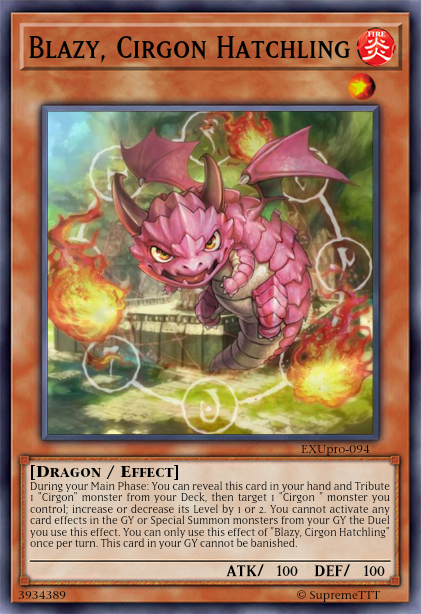 BLAZY, CIRGON HATCHLING
FIRE
炎
EXUpro-094
[DRAGON / EFFECT]
During your Main Phase: You can reveal this card in your hand and Tribute
1 "Cirgon" monster from your Deck, then target 1 "Cirgon " monster you
control; increase or decrease its Level by 1 or 2. You cannot activate any
card effects in the GY or Special Summon monsters from your GY the Duel
you use this effect. You can only use this effect of "Blazy, Cirgon Hatchling"
once per turn. This card in your GY cannot be banished.
ATK/ 100 DEF/ 100
3934389 © SupremeTTT